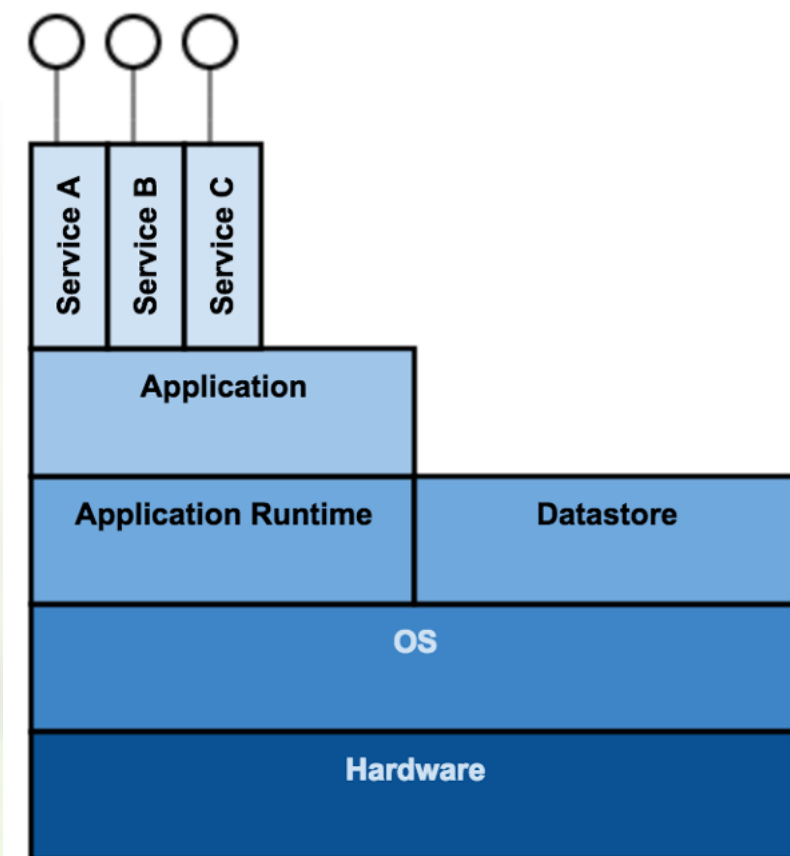 Service A
Service B
Service C
Application
Application Runtime
Datastore
OS
Hardware